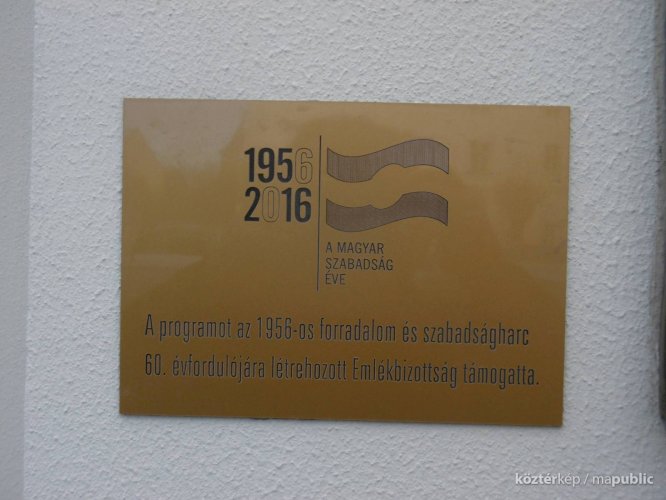 1956
2016
A MAGYAR
SZABADSÁG
ÉVE
A programot az 1956-os forradalom és szabadságharc
60. évfordulójára létrehozott Emlékbizottság támogatta.
köztérkép / mapublic